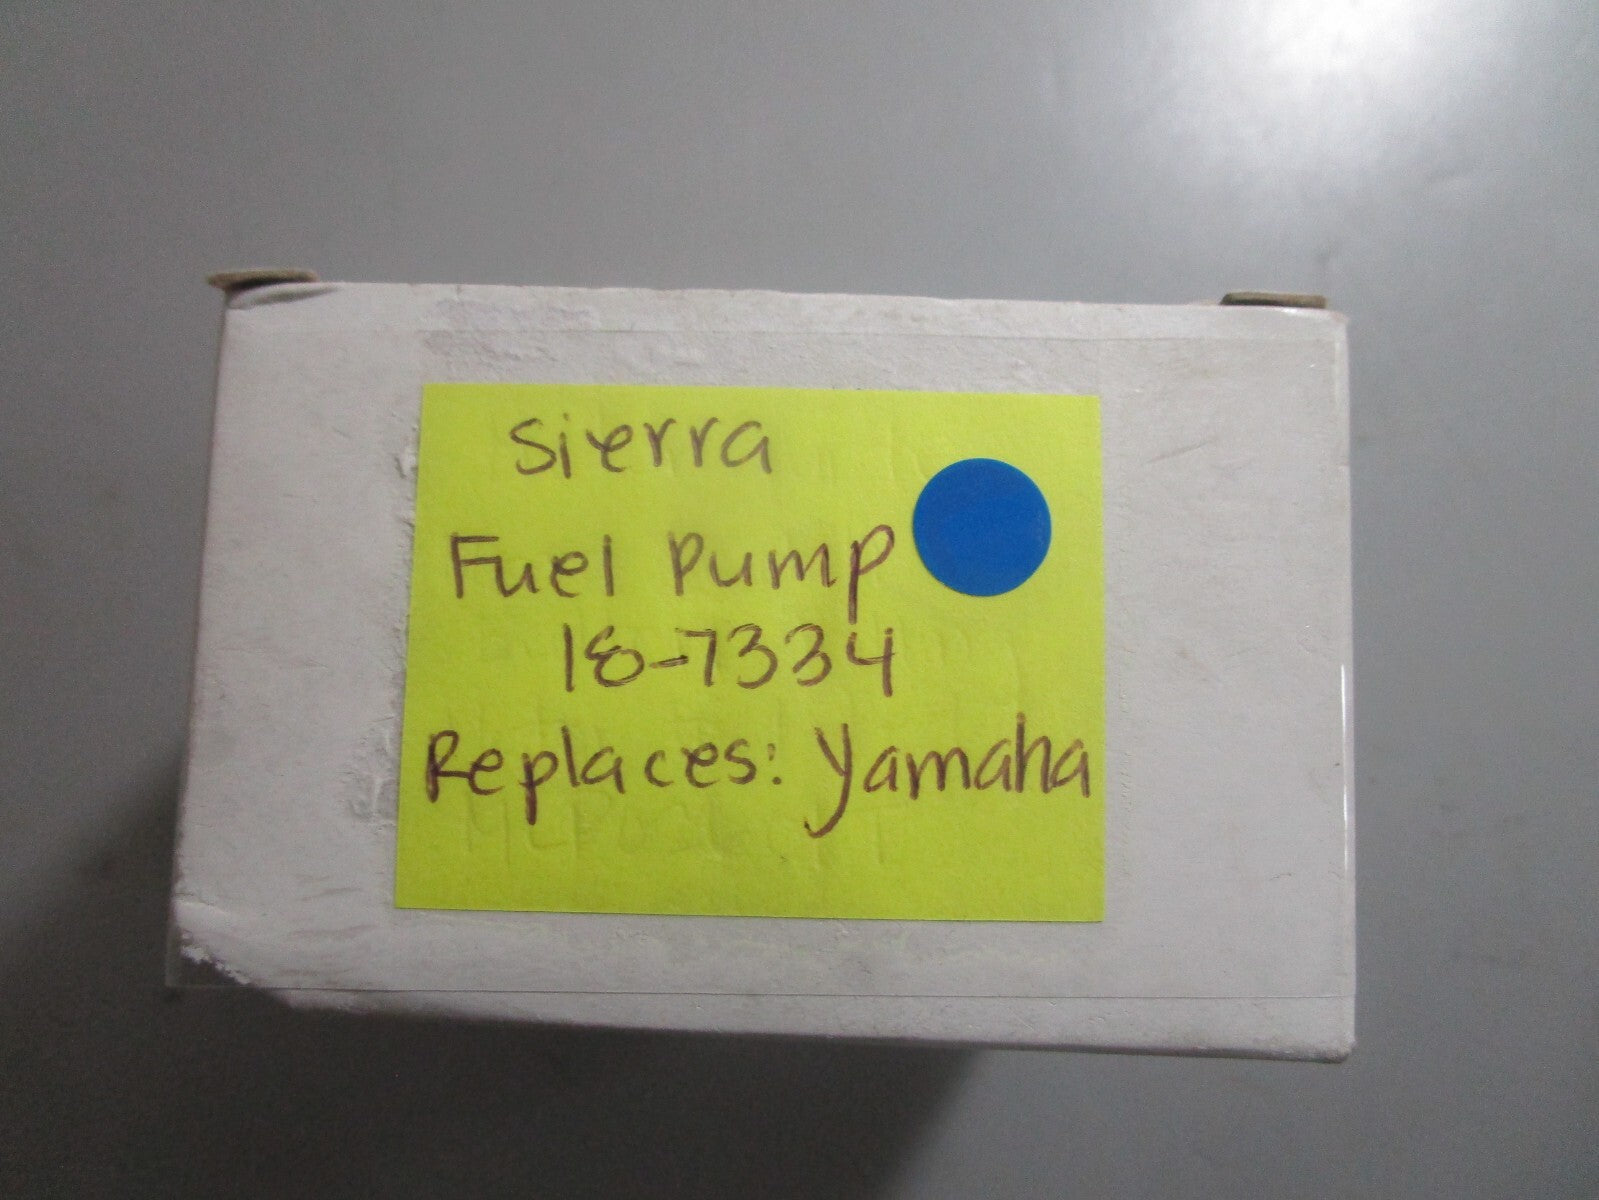 Sierra
Fuel Pump
18-7334
Replaces: Yamaha